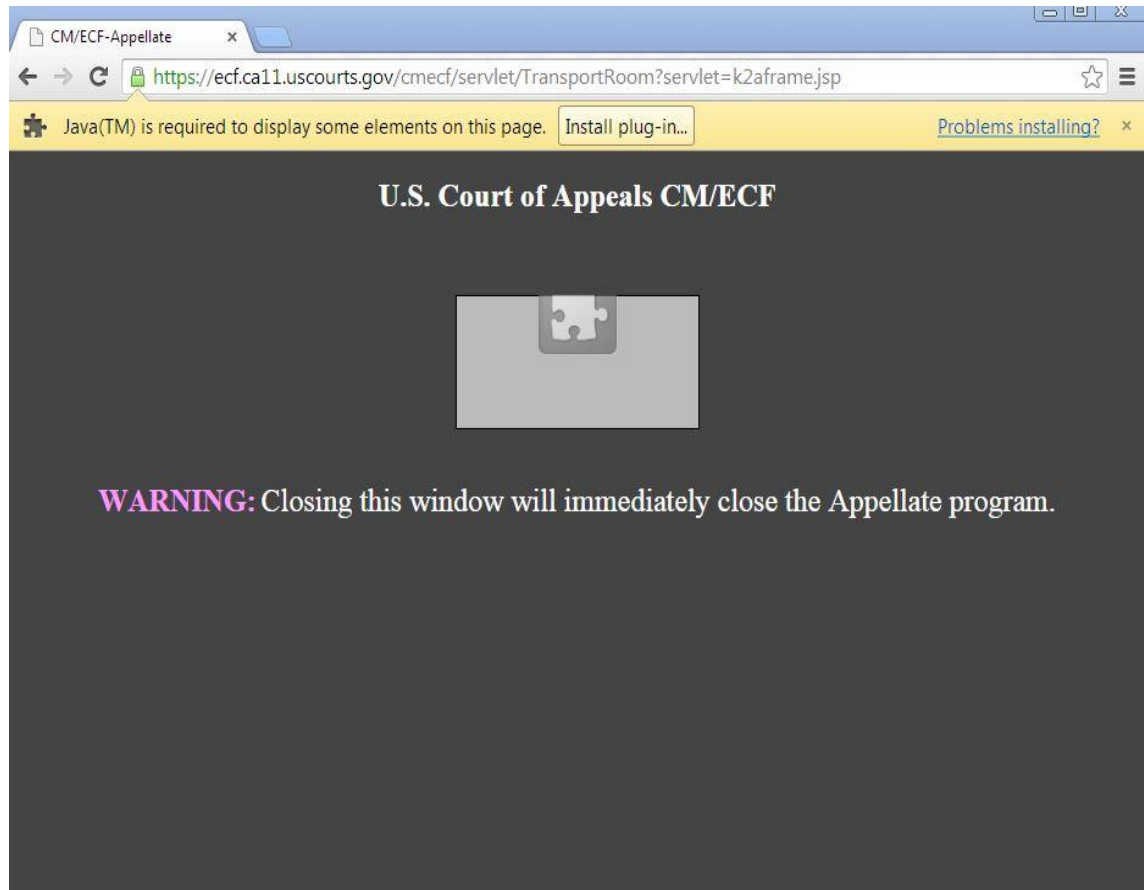 CM/ECF-Appellate
https://ecf.ca11.uscourts.gov/cmecf/servlet/TransportRoom?servlet=k2aframe.jsp
Java(TM) is required to display some elements on this page. Install plug-in... Problems installing?
U.S. Court of Appeals CM/ECF
WARNING: Closing this window will immediately close the Appellate program.